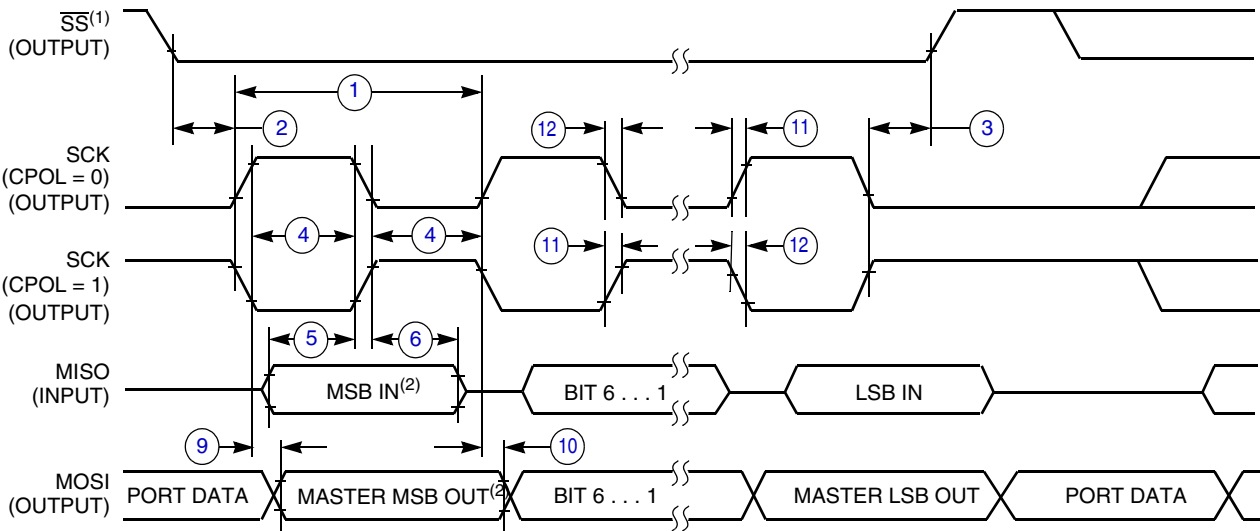 SS(1)
(OUTPUT)
1
2
12
11
3
SCK
(CPOL = 0)
(OUTPUT)
4
4
SCK
(CPOL = 1)
(OUTPUT)
11
12
5
6
MISO
(INPUT)
MSB IN(2)
BIT 6 . . . 1
LSB IN
9
10
MOSI
(OUTPUT)
PORT DATA
MASTER MSB OUT(2
BIT 6 . . . 1
MASTER LSB OUT
PORT DATA